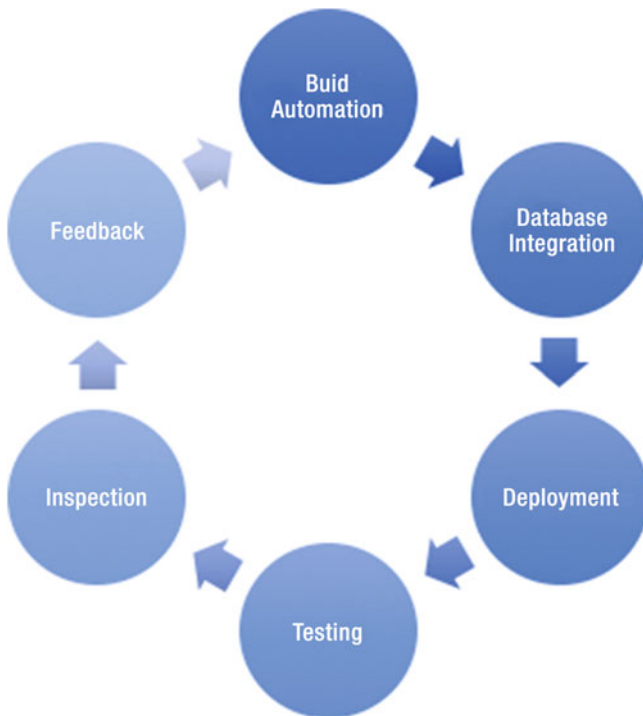 Buid
Automation
Database
Integration
Deployment
Testing
Inspection
Feedback